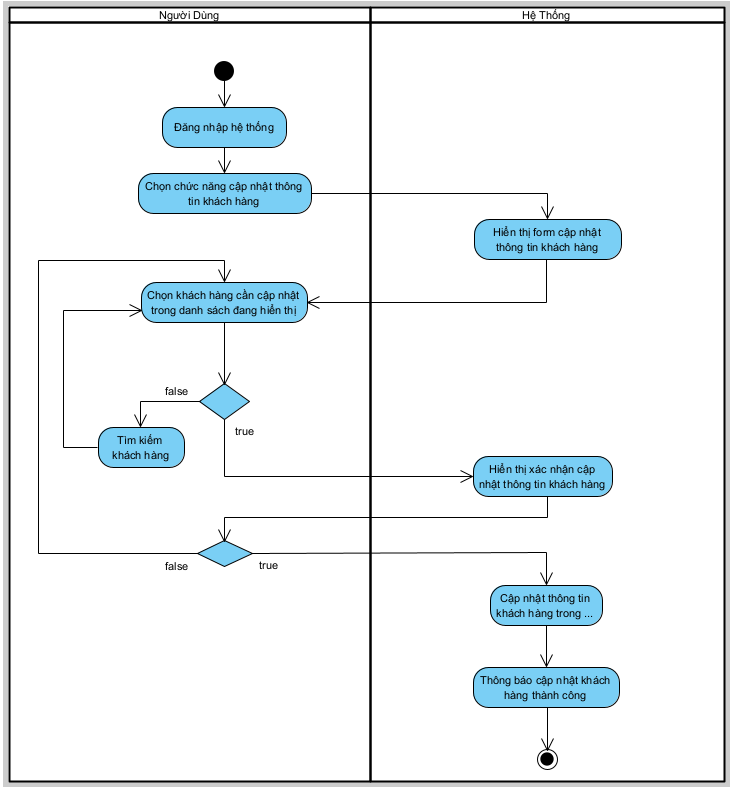 Người Dùng
Hệ Thống
Đăng nhập hệ thống
Chọn chức năng cập nhật thông
tin khách hàng
Hiển thị form cập nhật
thông tin khách hàng
Chọn khách hàng cần cập nhật
trong danh sách đang hiển thị
false
true
Tìm kiếm
khách hàng
Hiển thị xác nhận cập
nhật thông tin khách hàng
false
true
Cập nhật thông tin
khách hàng trong ...
Thông báo cập nhật khách
hàng thành công